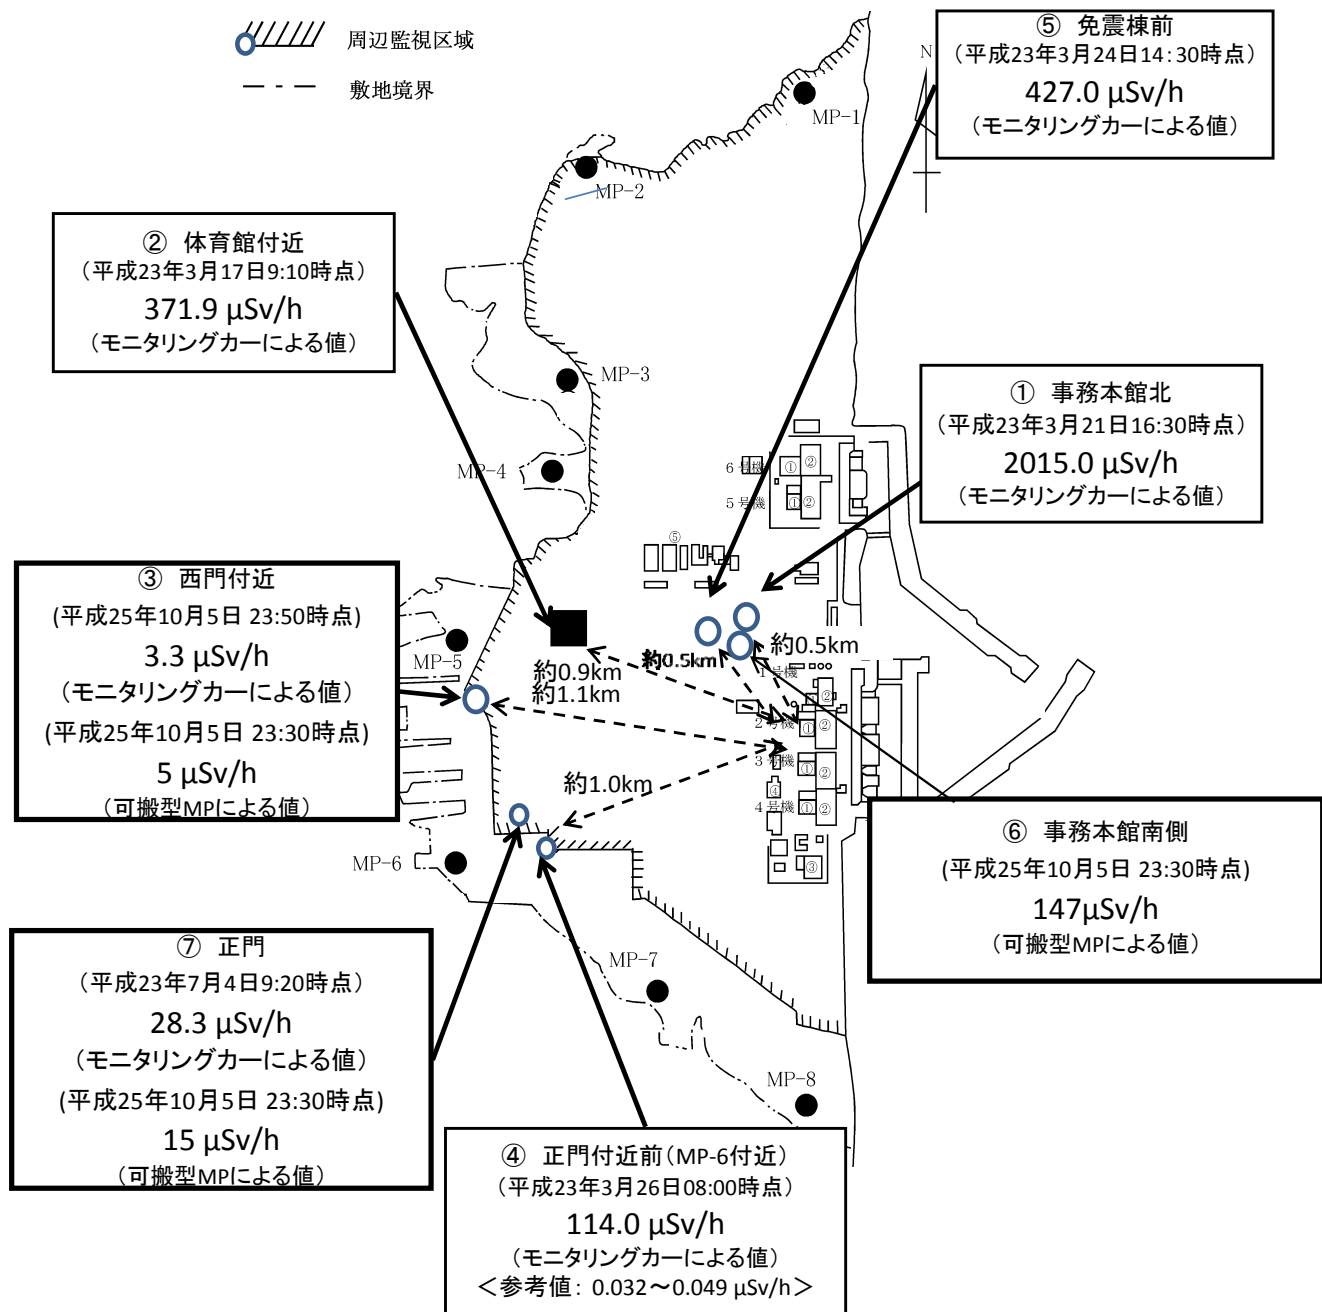 周辺監視区域
敷地境界
⑤ 免震棟前
(平成23年3月24日14:30時点)
427.0 μSv/h
(モニタリングカーによる値)
N
MP-1
MP-2
② 体育館付近
(平成23年3月17日9:10時点)
371.9 μSv/h
(モニタリングカーによる値)
MP-3
① 事務本館北
(平成23年3月21日16:30時点)
2015.0 μSv/h
(モニタリングカーによる値)
MP-4
6号機
①
②
5号機
①
②
⑤
③ 西門付近
(平成25年10月5日 23:50時点)
3.3 μSv/h
(モニタリングカーによる値)
(平成25年10月5日 23:30時点)
5 μSv/h
(可搬型MPによる値)
MP-5
約0.9km
約1.1km
約0.5km
約0.5km
1号機
②
2号機
①
②
3号機
①
②
約1.0km
④
4号機
①
②
③
MP-6
⑥ 事務本館南側
(平成25年10月5日 23:30時点)
147μSv/h
(可搬型MPによる値)
⑦ 正門
(平成23年7月4日9:20時点)
28.3 μSv/h
(モニタリングカーによる値)
(平成25年10月5日 23:30時点)
15 μSv/h
(可搬型MPによる値)
MP-7
MP-8
④ 正門付近前(MP-6付近)
(平成23年3月26日08:00時点)
114.0 μSv/h
(モニタリングカーによる値)
<参考値: 0.032~0.049 μSv/h>